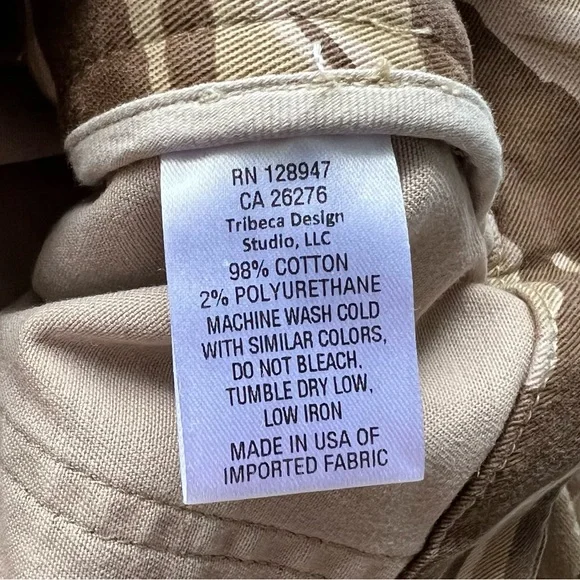 RN 128947
CA 26276
Tribeca Design
Studio, LLC
98% COTTON
2% POLYURETHANE
MACHINE WASH COLD
WITH SIMILAR COLORS,
DO NOT BLEACH,
TUMBLE DRY LOW,
LOW IRON
MADE IN USA OF
IMPORTED FABRIC